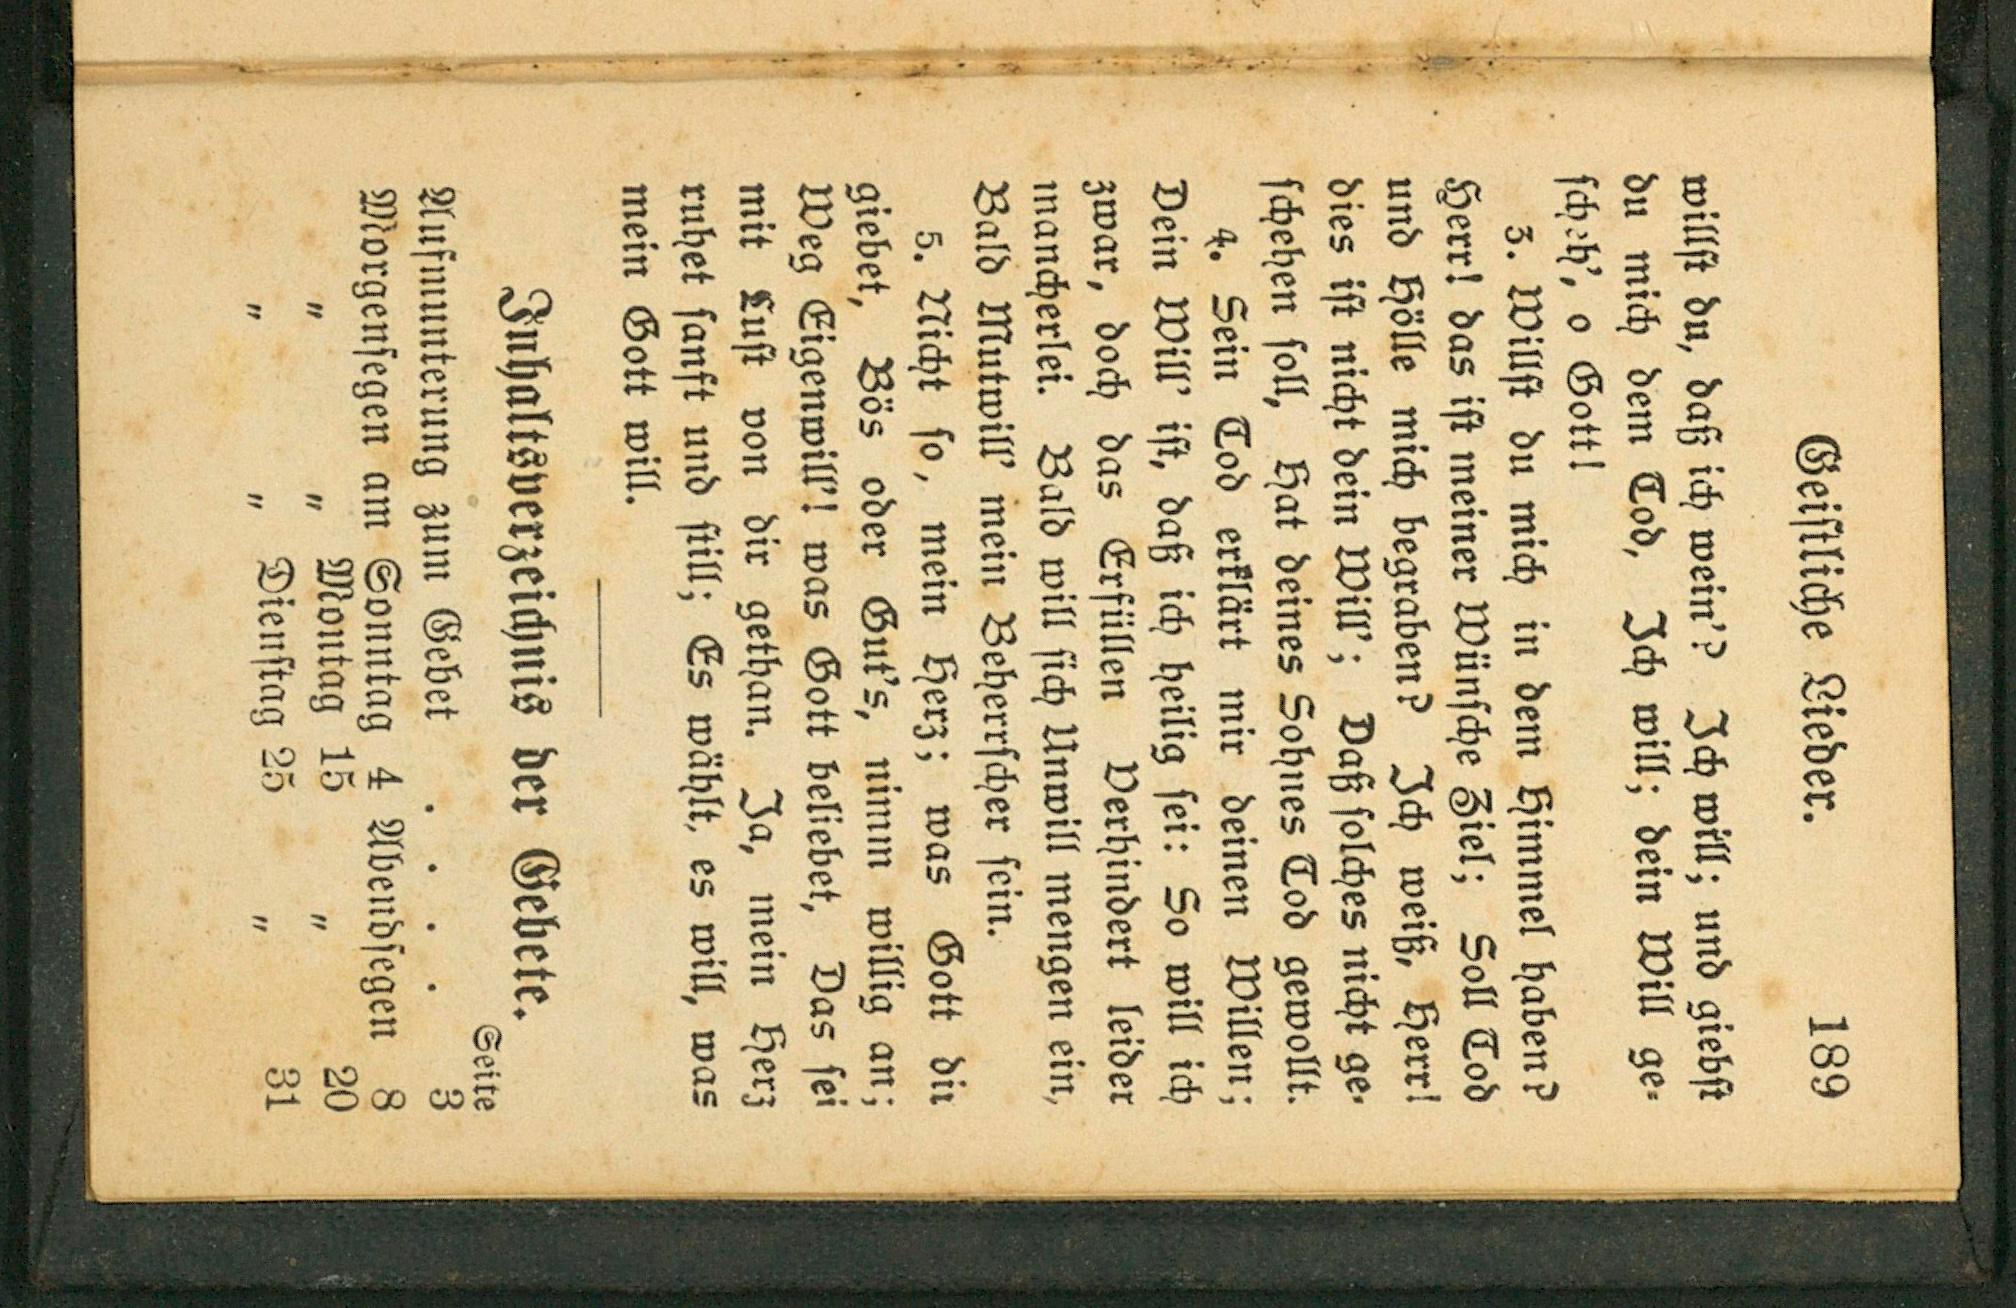 Geistliche Lieder. 189
willst du, daß ich wein'? Ich will; und giebst
du mich dem Tod, Ich will; dein Will ge-
scheh', o Gott!
3. Willst du mich in dem Himmel haben?
Herr! das ist meiner Wünsche Ziel; Soll Tod
und Hölle mich begraben? Ich weiß, Herr!
dies ist nicht dein Will'; Daß solches nicht ge-
schehen soll, Hat deines Sohnes Tod gewollt.
4. Sein Tod erklärt mir deinen Willen;
Dein Will' ist, daß ich heilig sei: So will ich
zwar, doch das Erfüllen Verhindert leider
mancherlei. Bald will sich Unwill mengen ein,
Bald Mutwill' mein Beherrscher sein.
5. Nicht so, mein Herz; was Gott dir
giebet, Bös oder Gut's, nimm willig an;
Weg Eigenwill'! was Gott beliebet, Das sei
mit Lust von dir gethan. Ja, mein Herz
ruhet sanft und still; Es wählt, es will, was
mein Gott will.
Inhaltsverzeichnis der Gebete.
Seite
Aufmunterung zum Gebet . . . . 3
Morgensegen am Sonntag 4 Abendsegen 8
" " Montag 15 " 20
" " Dienstag 25 " 31